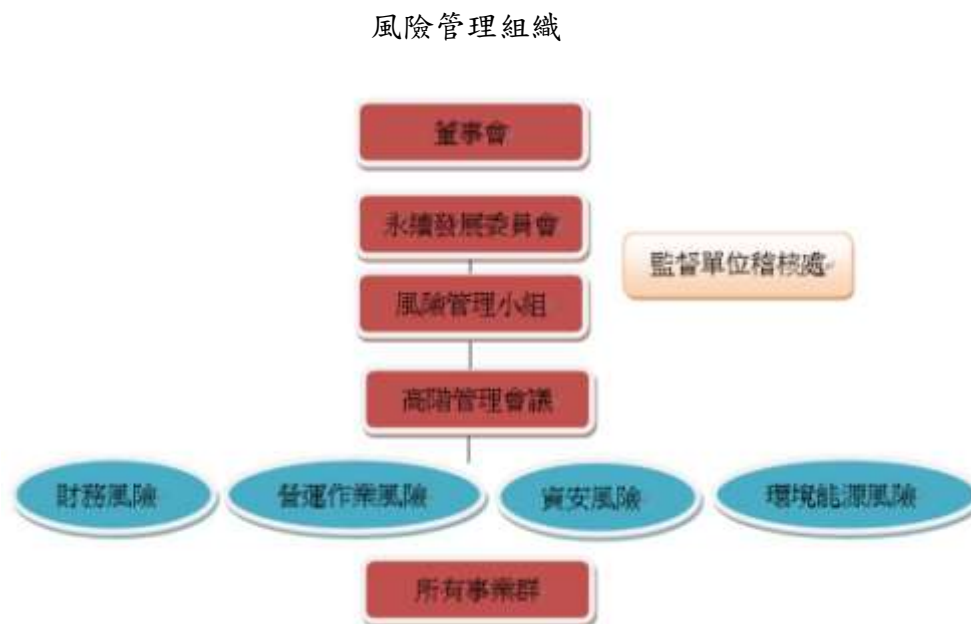 風險管理組織
董事會
永續發展委員會
監督單位稽核處
風險管理小組
高階管理會議
財務風險
營運作業風險
資安風險
環境能源風險
所有事業群